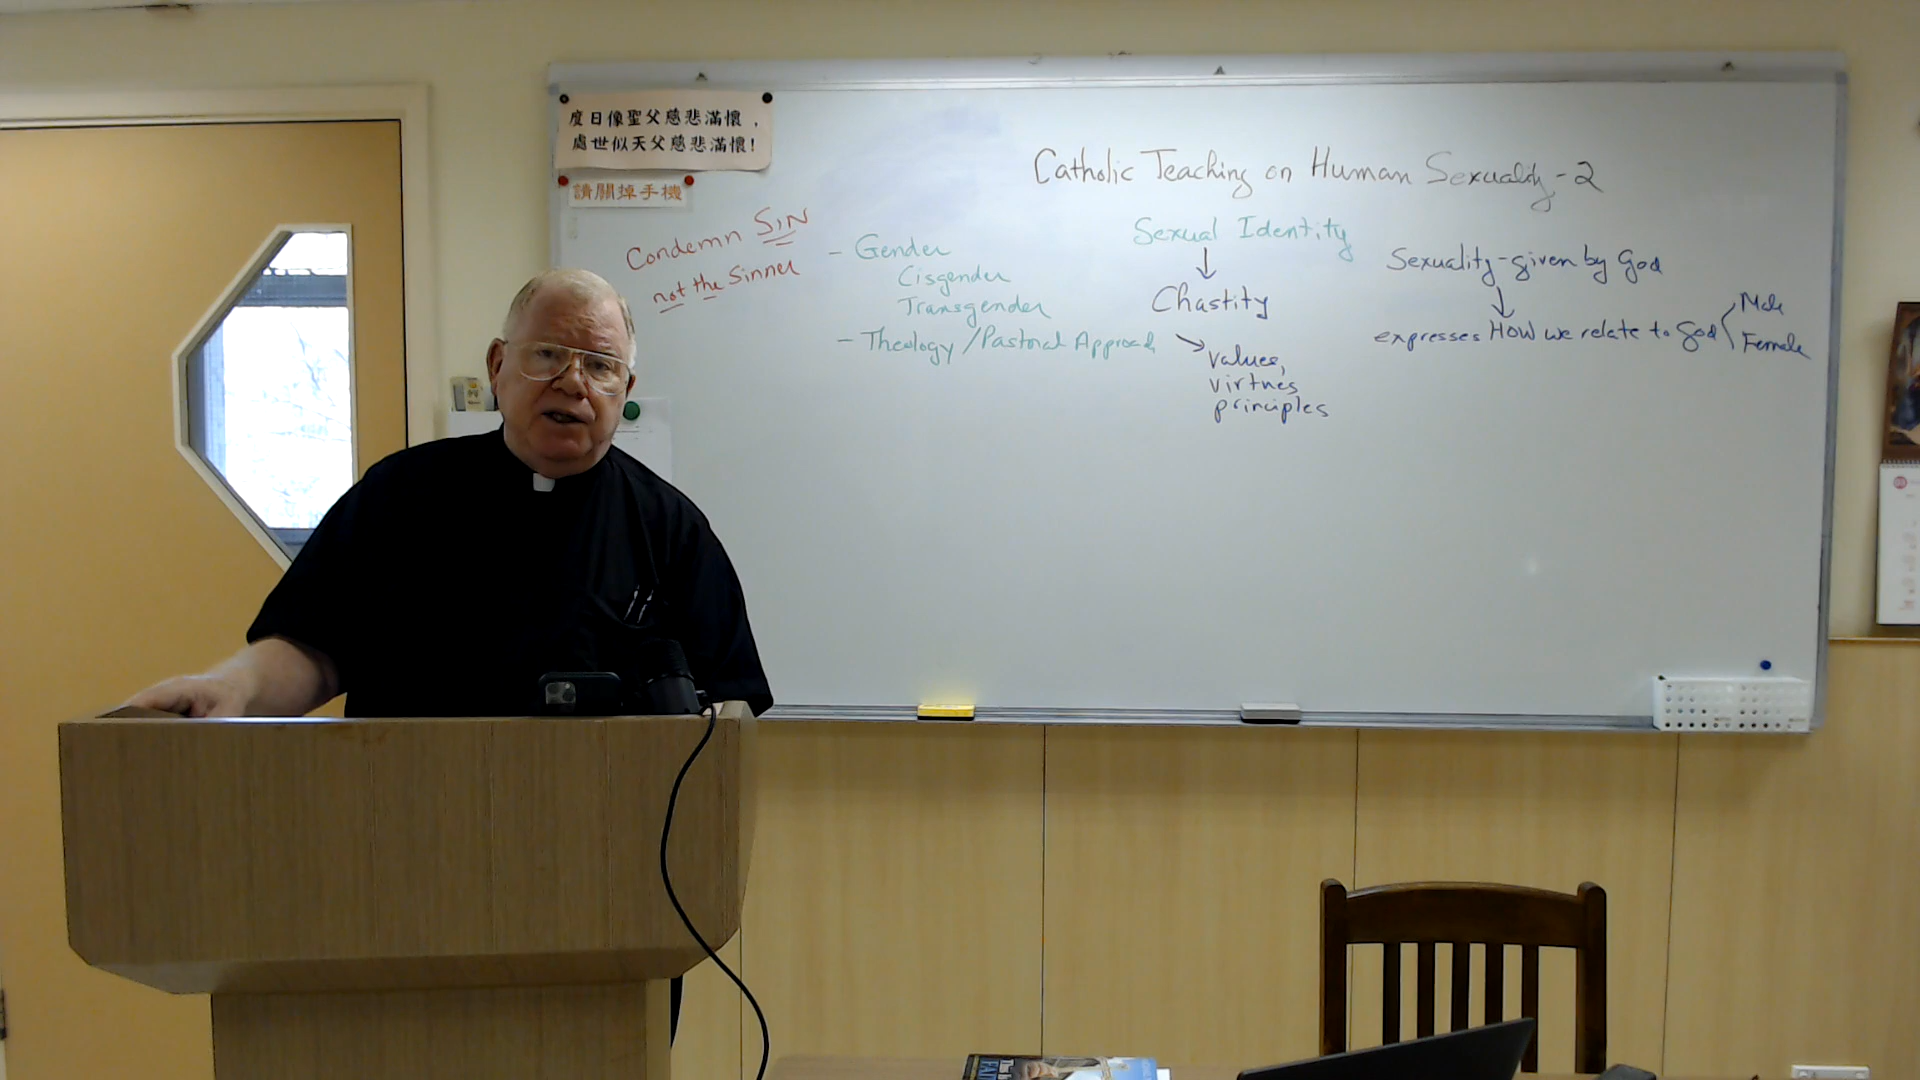 度日像聖父慈悲滿懷，
處世似天父慈悲滿懷!
請關掉手機
Catholic Teaching on Human Sexuality-2
Condemn SIN
not the Sinner
- Gender
Cisgender
Transgender
- Theology/Pastoral Approach
Sexual Identity
↓
Chastity
values,
virtues
principles
Sexuality-given by God
↓
expresses HOW we relate to God
Male
Female